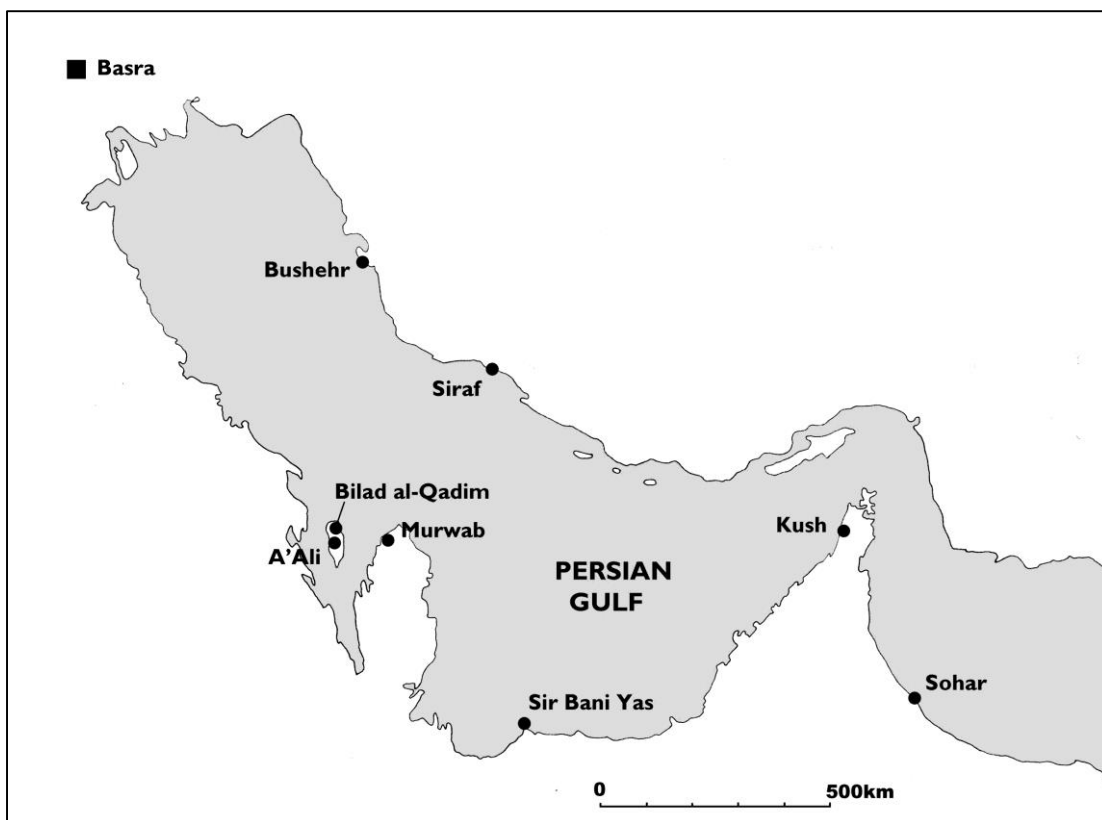 Basra
Bushehr
Siraf
Bilad al-Qadim
Murwab
Kush
A'Ali
PERSIAN
GULF
Sohar
Sir Bani Yas
0 500km